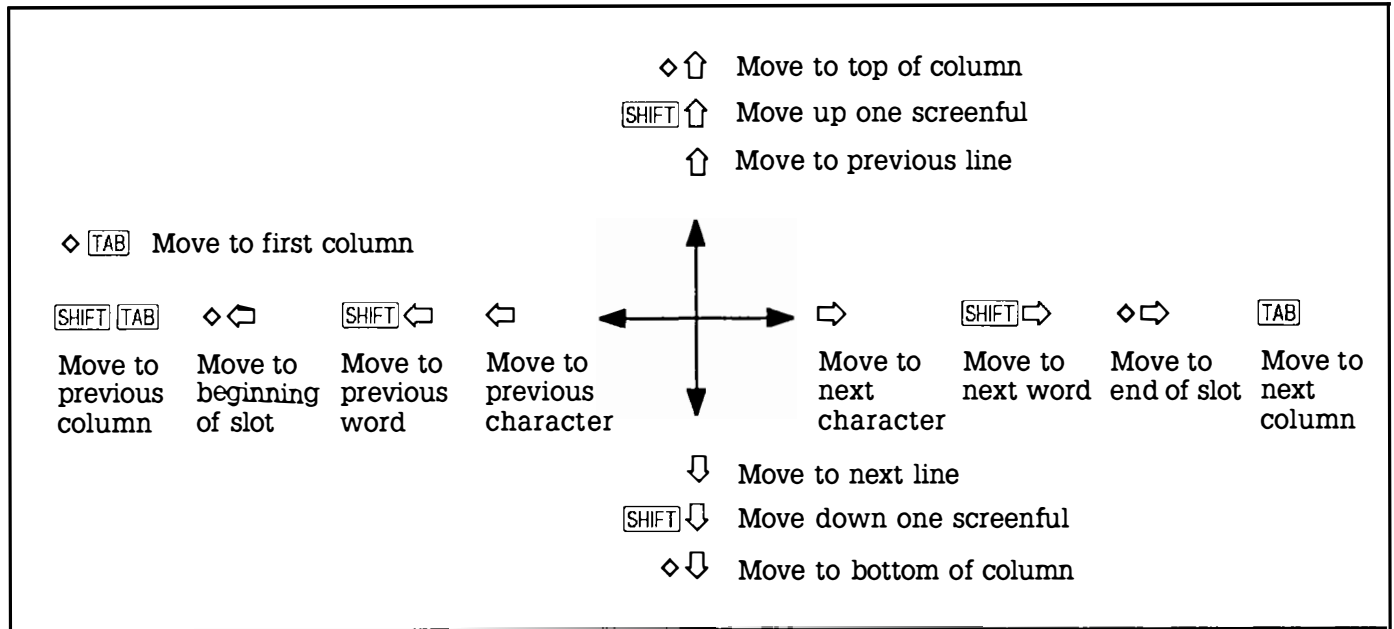 ◇⇧ Move to top of column
SHIFT ⇧ Move up one screenful
⇧ Move to previous line
◇ TAB Move to first column
SHIFT TAB
Move to
previous
column
◇⇦
Move to
beginning
of slot
SHIFT ⇦
Move to
previous
word
⇦
Move to
previous
character
⇨
Move to
next
character
SHIFT ⇨
Move to
next word
◇⇨
Move to
end of slot
TAB
Move to
next
column
⇩ Move to next line
SHIFT ⇩ Move down one screenful
◇⇩ Move to bottom of column